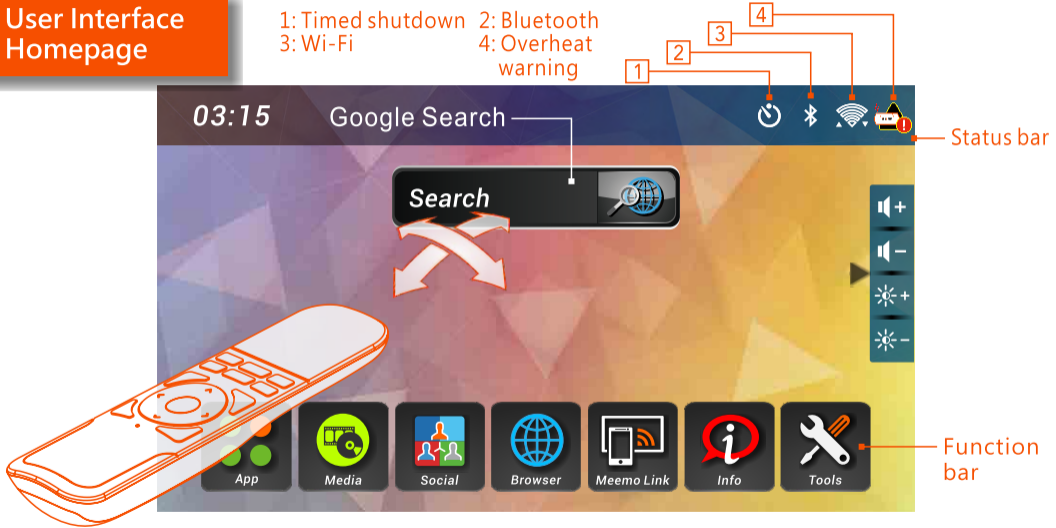 User Interface
Homepage
1: Timed shutdown 2: Bluetooth
3: Wi-Fi 4: Overheat
warning
1
2
3
4
03:15 Google Search
Status bar
Search
+
-
+
-
App Media Social Browser Meemo Link Info Tools
Function
bar